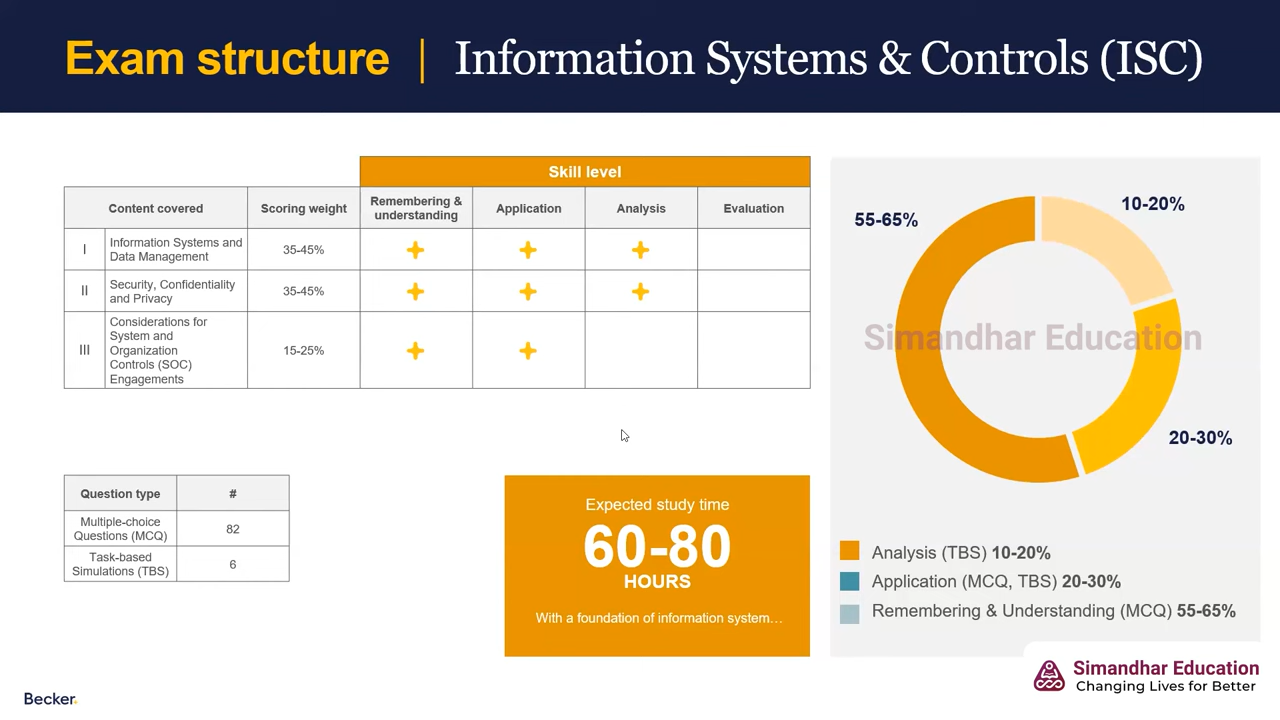 Exam structure | Information Systems & Controls (ISC)
Skill level
Content covered
Scoring weight
Remembering &
understanding
Application
Analysis
Evaluation
I
Information Systems and
Data Management
35-45%
II
Security, Confidentiality
and Privacy
35-45%
III
Considerations for
System and
Organization
Controls (SOC)
Engagements
15-25%
Question type
#
Multiple-choice
Questions (MCQ)
82
Task-based
Simulations (TBS)
6
Expected study time
60-80
HOURS
With a foundation of information system…
55-65%
10-20%
20-30%
Simandhar Education
Analysis (TBS) 10-20%
Application (MCQ, TBS) 20-30%
Remembering & Understanding (MCQ) 55-65%
Simandhar Education
Changing Lives for Better
Becker.